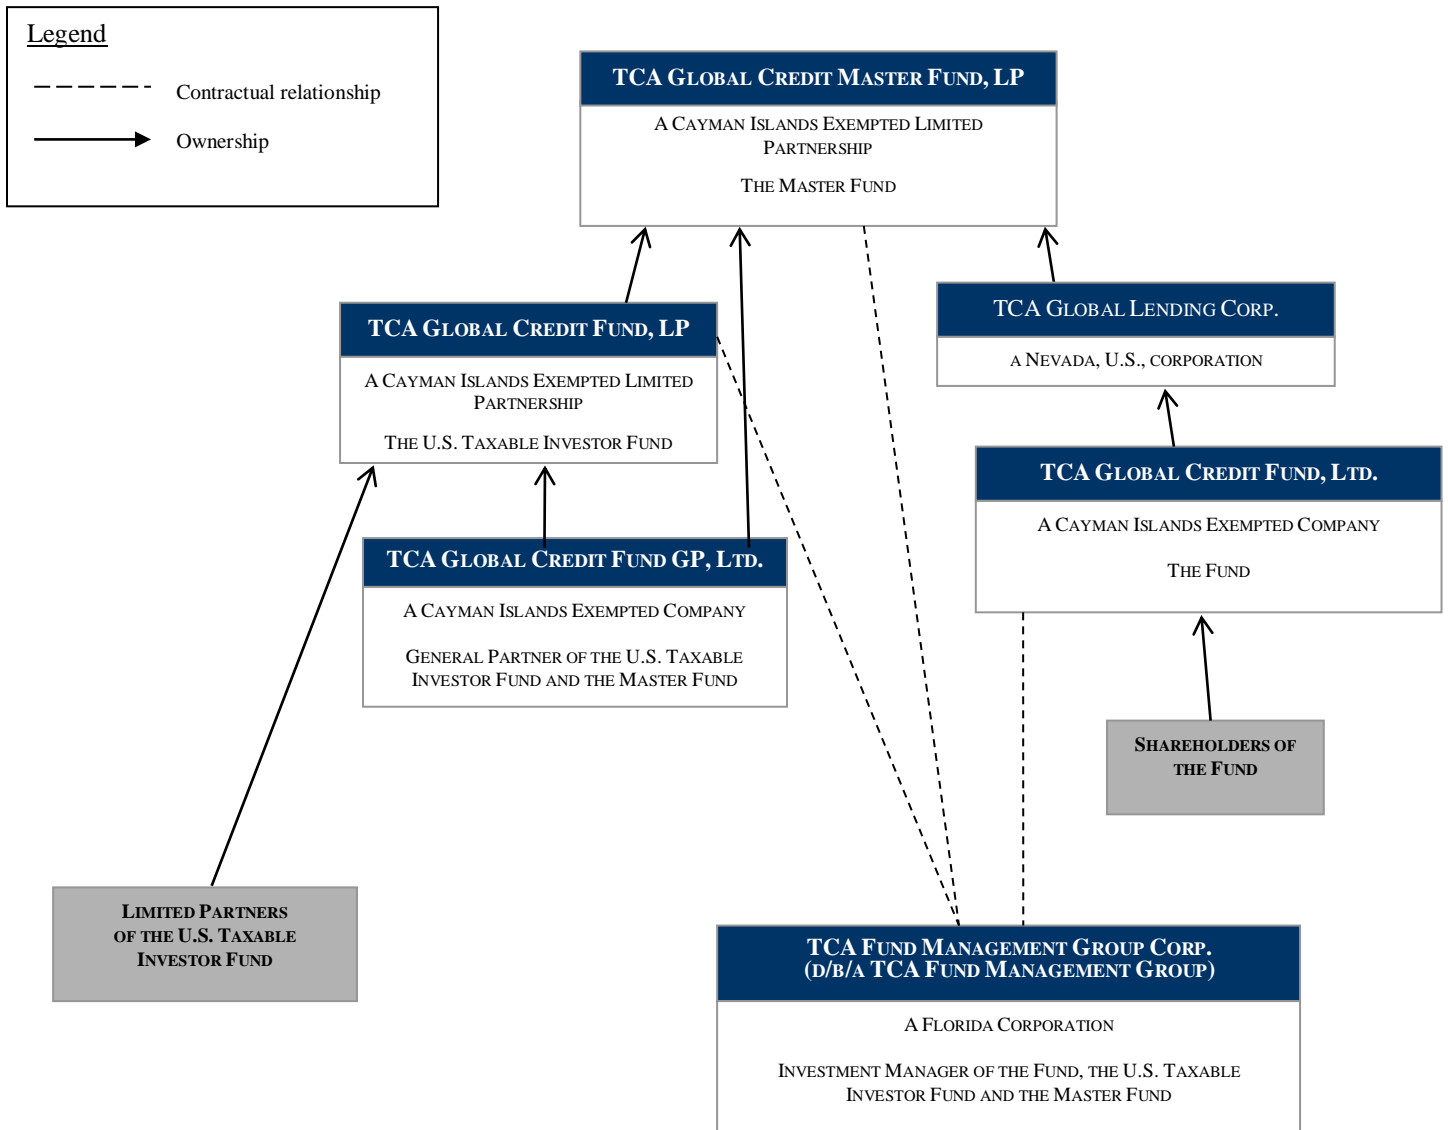 Legend
Contractual relationship
Ownership
TCA GLOBAL CREDIT MASTER FUND, LP
A CAYMAN ISLANDS EXEMPTED LIMITED
PARTNERSHIP
THE MASTER FUND
TCA GLOBAL CREDIT FUND, LP
A CAYMAN ISLANDS EXEMPTED LIMITED
PARTNERSHIP
THE U.S. TAXABLE INVESTOR FUND
TCA GLOBAL LENDING CORP.
A NEVADA, U.S., CORPORATION
TCA GLOBAL CREDIT FUND, LTD.
A CAYMAN ISLANDS EXEMPTED COMPANY
THE FUND
TCA GLOBAL CREDIT FUND GP, LTD.
A CAYMAN ISLANDS EXEMPTED COMPANY
GENERAL PARTNER OF THE U.S. TAXABLE
INVESTOR FUND AND THE MASTER FUND
SHAREHOLDERS OF
THE FUND
LIMITED PARTNERS
OF THE U.S. TAXABLE
INVESTOR FUND
TCA FUND MANAGEMENT GROUP CORP.
(D/B/A TCA FUND MANAGEMENT GROUP)
A FLORIDA CORPORATION
INVESTMENT MANAGER OF THE FUND, THE U.S. TAXABLE
INVESTOR FUND AND THE MASTER FUND